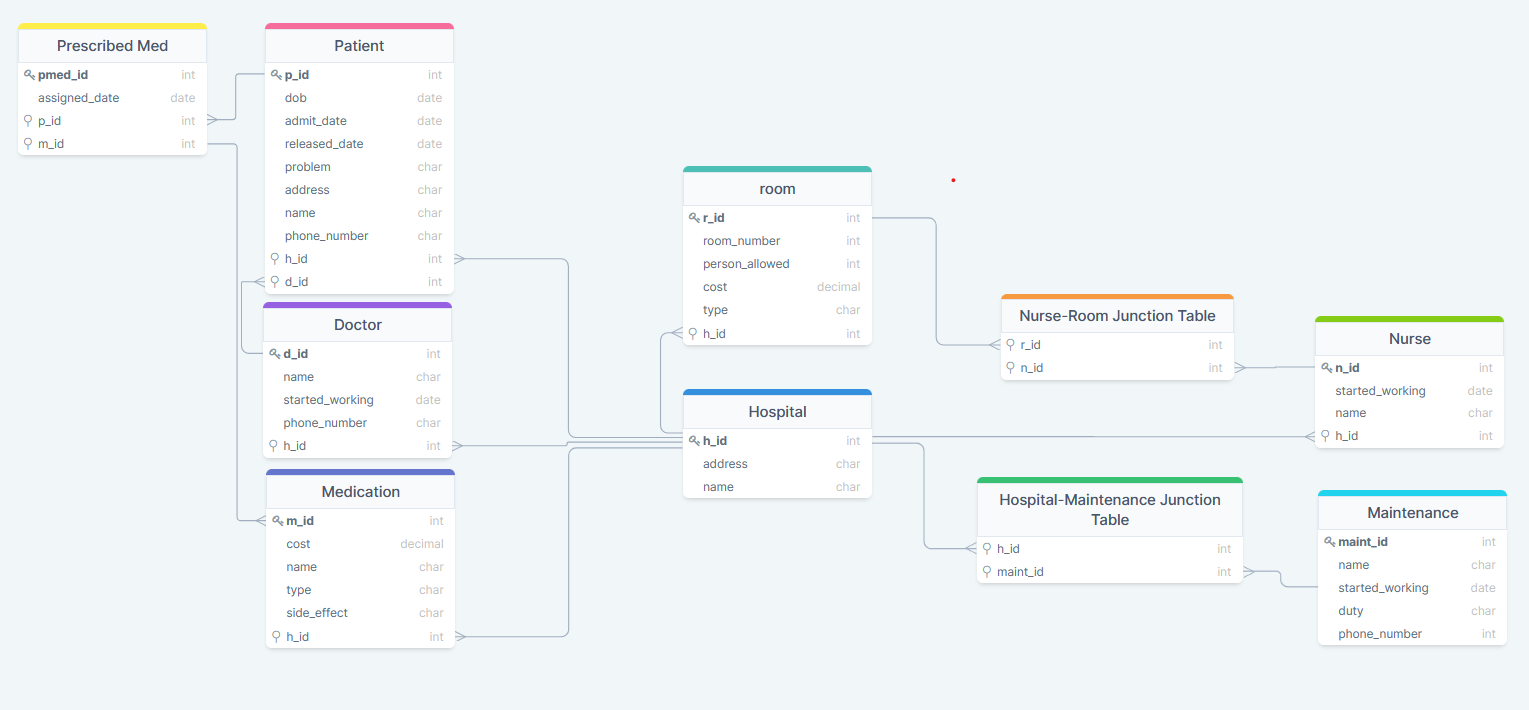 Prescribed Med
pmed_id int
assigned_date date
p_id int
m_id int
Patient
p_id int
dob date
admit_date date
released_date date
problem char
address char
name char
phone_number char
h_id int
d_id int
Doctor
d_id int
name char
started_working date
phone_number char
h_id int
Medication
m_id int
cost decimal
name char
type char
side_effect char
h_id int
room
r_id int
room_number int
person_allowed int
cost decimal
type char
h_id int
Hospital
h_id int
address char
name char
Nurse-Room Junction Table
r_id int
n_id int
Hospital-Maintenance Junction
Table
h_id int
maint_id int
Nurse
n_id int
started_working date
name char
h_id int
Maintenance
maint_id int
name char
started_working date
duty char
phone_number int